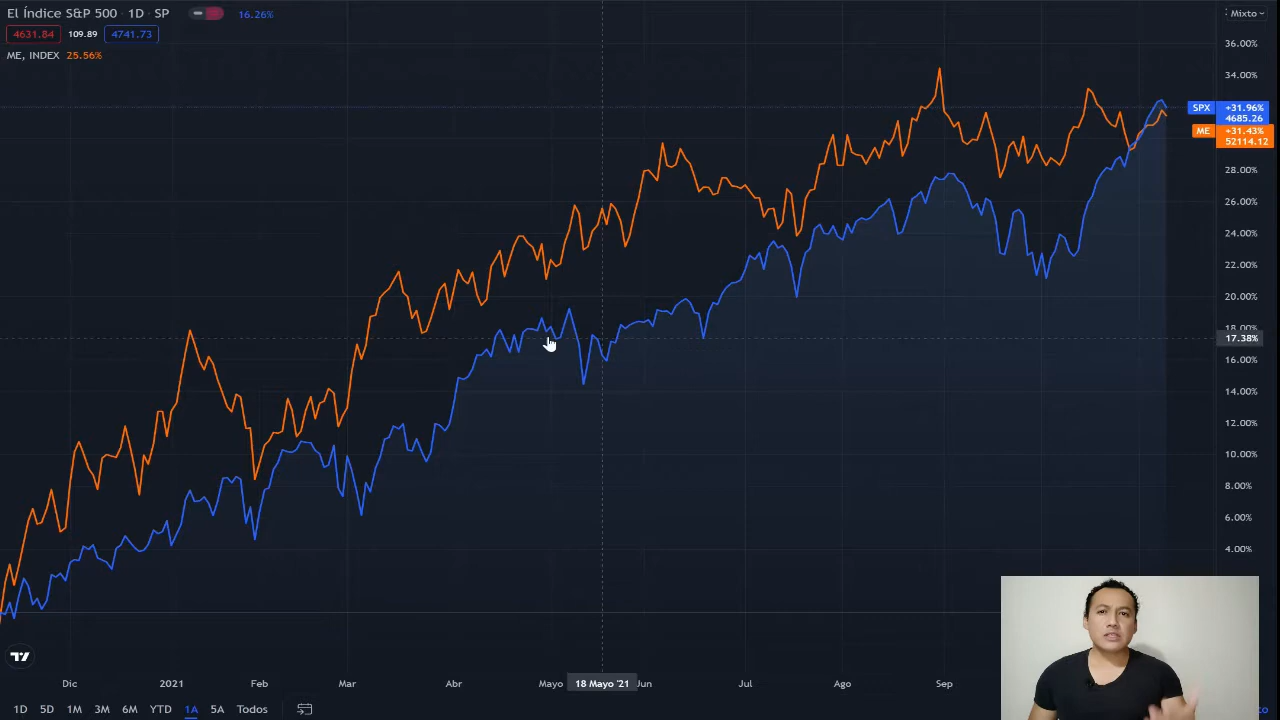 El Índice S&P 500 · 1D · SP
16.26%
Mixto
4631.84 109.89 4741.73
ME, INDEX 25.56%
36.00%
34.00%
SPX +31.96%
4685.26
ME +31.43%
52114.12
28.00%
26.00%
24.00%
22.00%
20.00%
18.00%
17.38%
16.00%
14.00%
12.00%
10.00%
8.00%
6.00%
4.00%
Dic 2021 Feb Mar Abr Mayo 18 Mayo '21 Jun Jul Ago Sep
1D 5D 1M 3M 6M YTD 1A 5A Todos